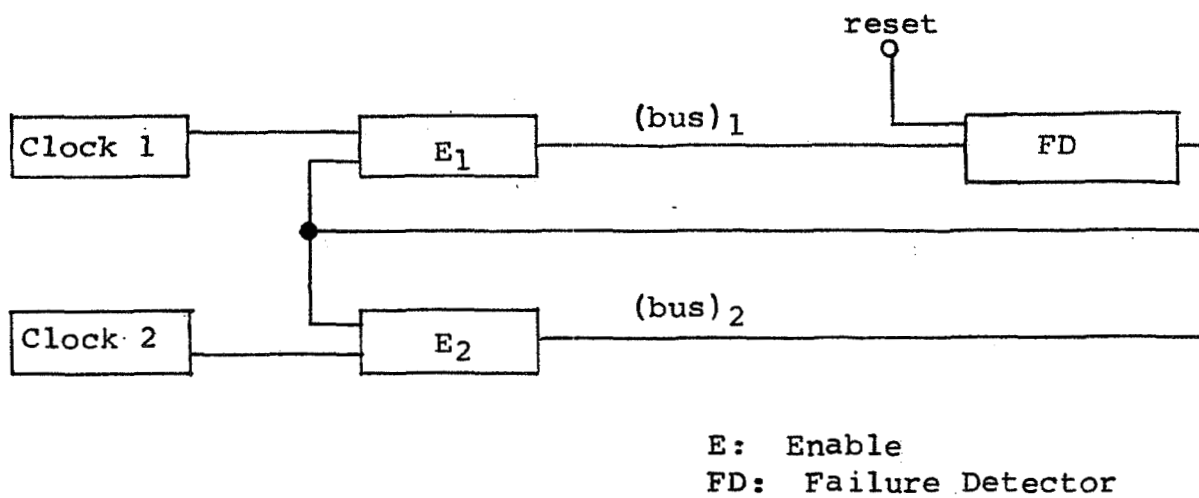 reset
(bus)1
Clock 1
E1
FD
(bus)2
Clock 2
E2
E: Enable
FD: Failure Detector